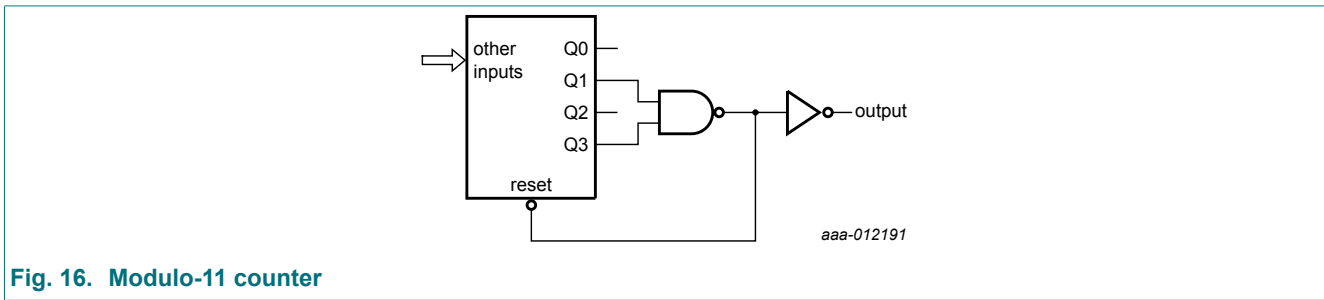 other
inputs
Q0
Q1
Q2
Q3
reset
output
aaa-012191
Fig. 16. Modulo-11 counter